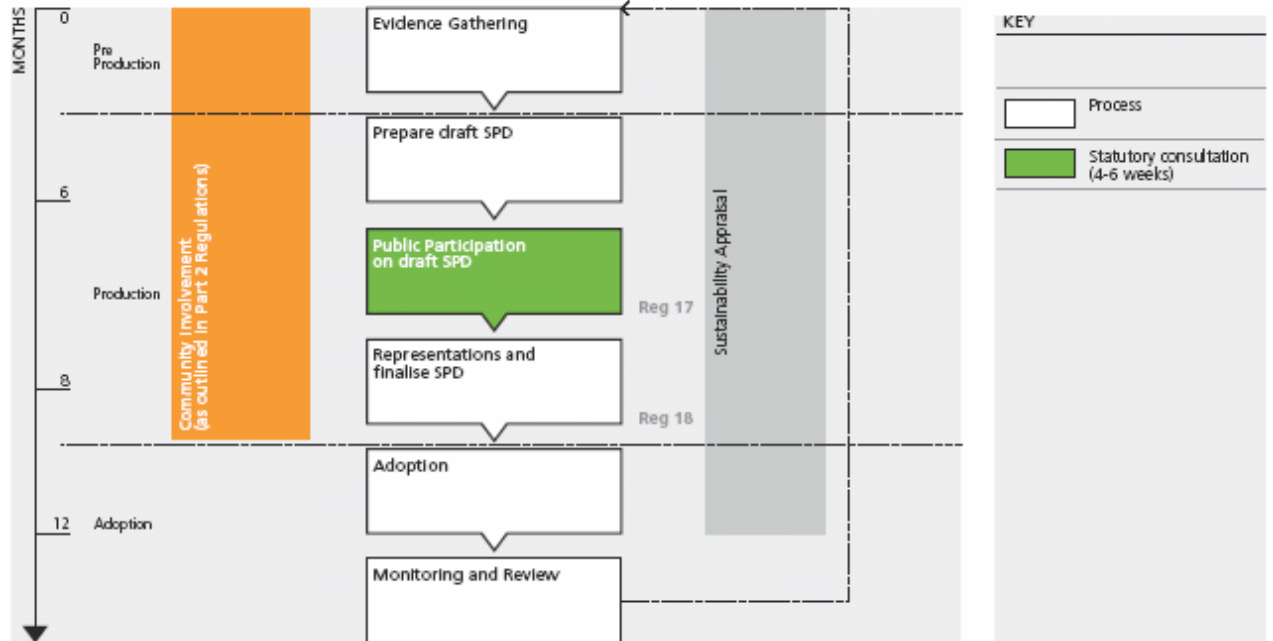 MONTHS
0
6
8
12
Pre
Production
Production
Adoption
Community Involvement
(as outlined in Part 2 Regulations)
Evidence Gathering
Prepare draft SPD
Public Participation
on draft SPD
Reg 17
Representations and
finalise SPD
Reg 18
Adoption
Monitoring and Review
Sustainability Appraisal
KEY
Process
Statutory consultation
(4-6 weeks)